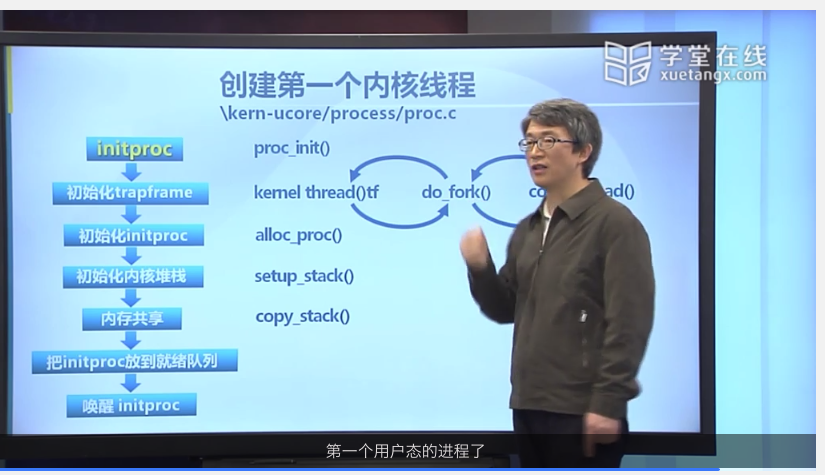 学堂在线
xuetangx.com
创建第一个内核线程
\kern-ucore/process/proc.c
initproc
proc_init()
初始化trapframe
kernel thread()tf
do_fork()
初始化initproc
alloc_proc()
初始化内核堆栈
setup_stack()
内存共享
copy_stack()
把initproc放到就绪队列
唤醒 initproc
第一个用户态的进程了